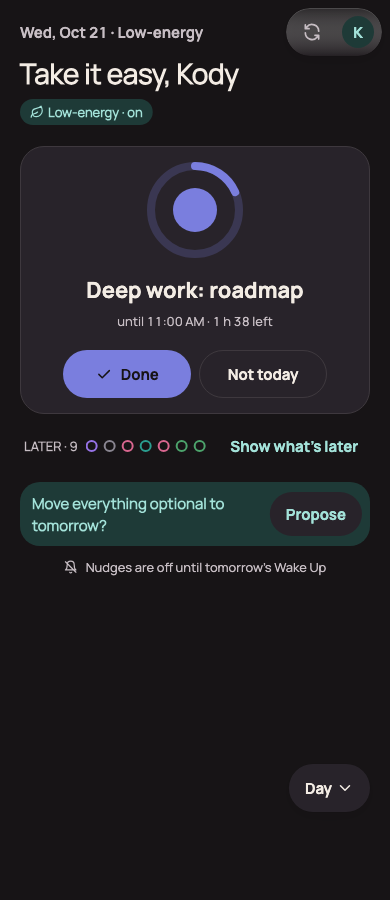 Wed, Oct 21 · Low-energy
K
Take it easy, Kody
Low-energy · on
Deep work: roadmap
until 11:00 AM · 1 h 38 left
Done
Not today
LATER · 9
Show what's later
Move everything optional to
tomorrow?
Propose
Nudges are off until tomorrow's Wake Up
Day